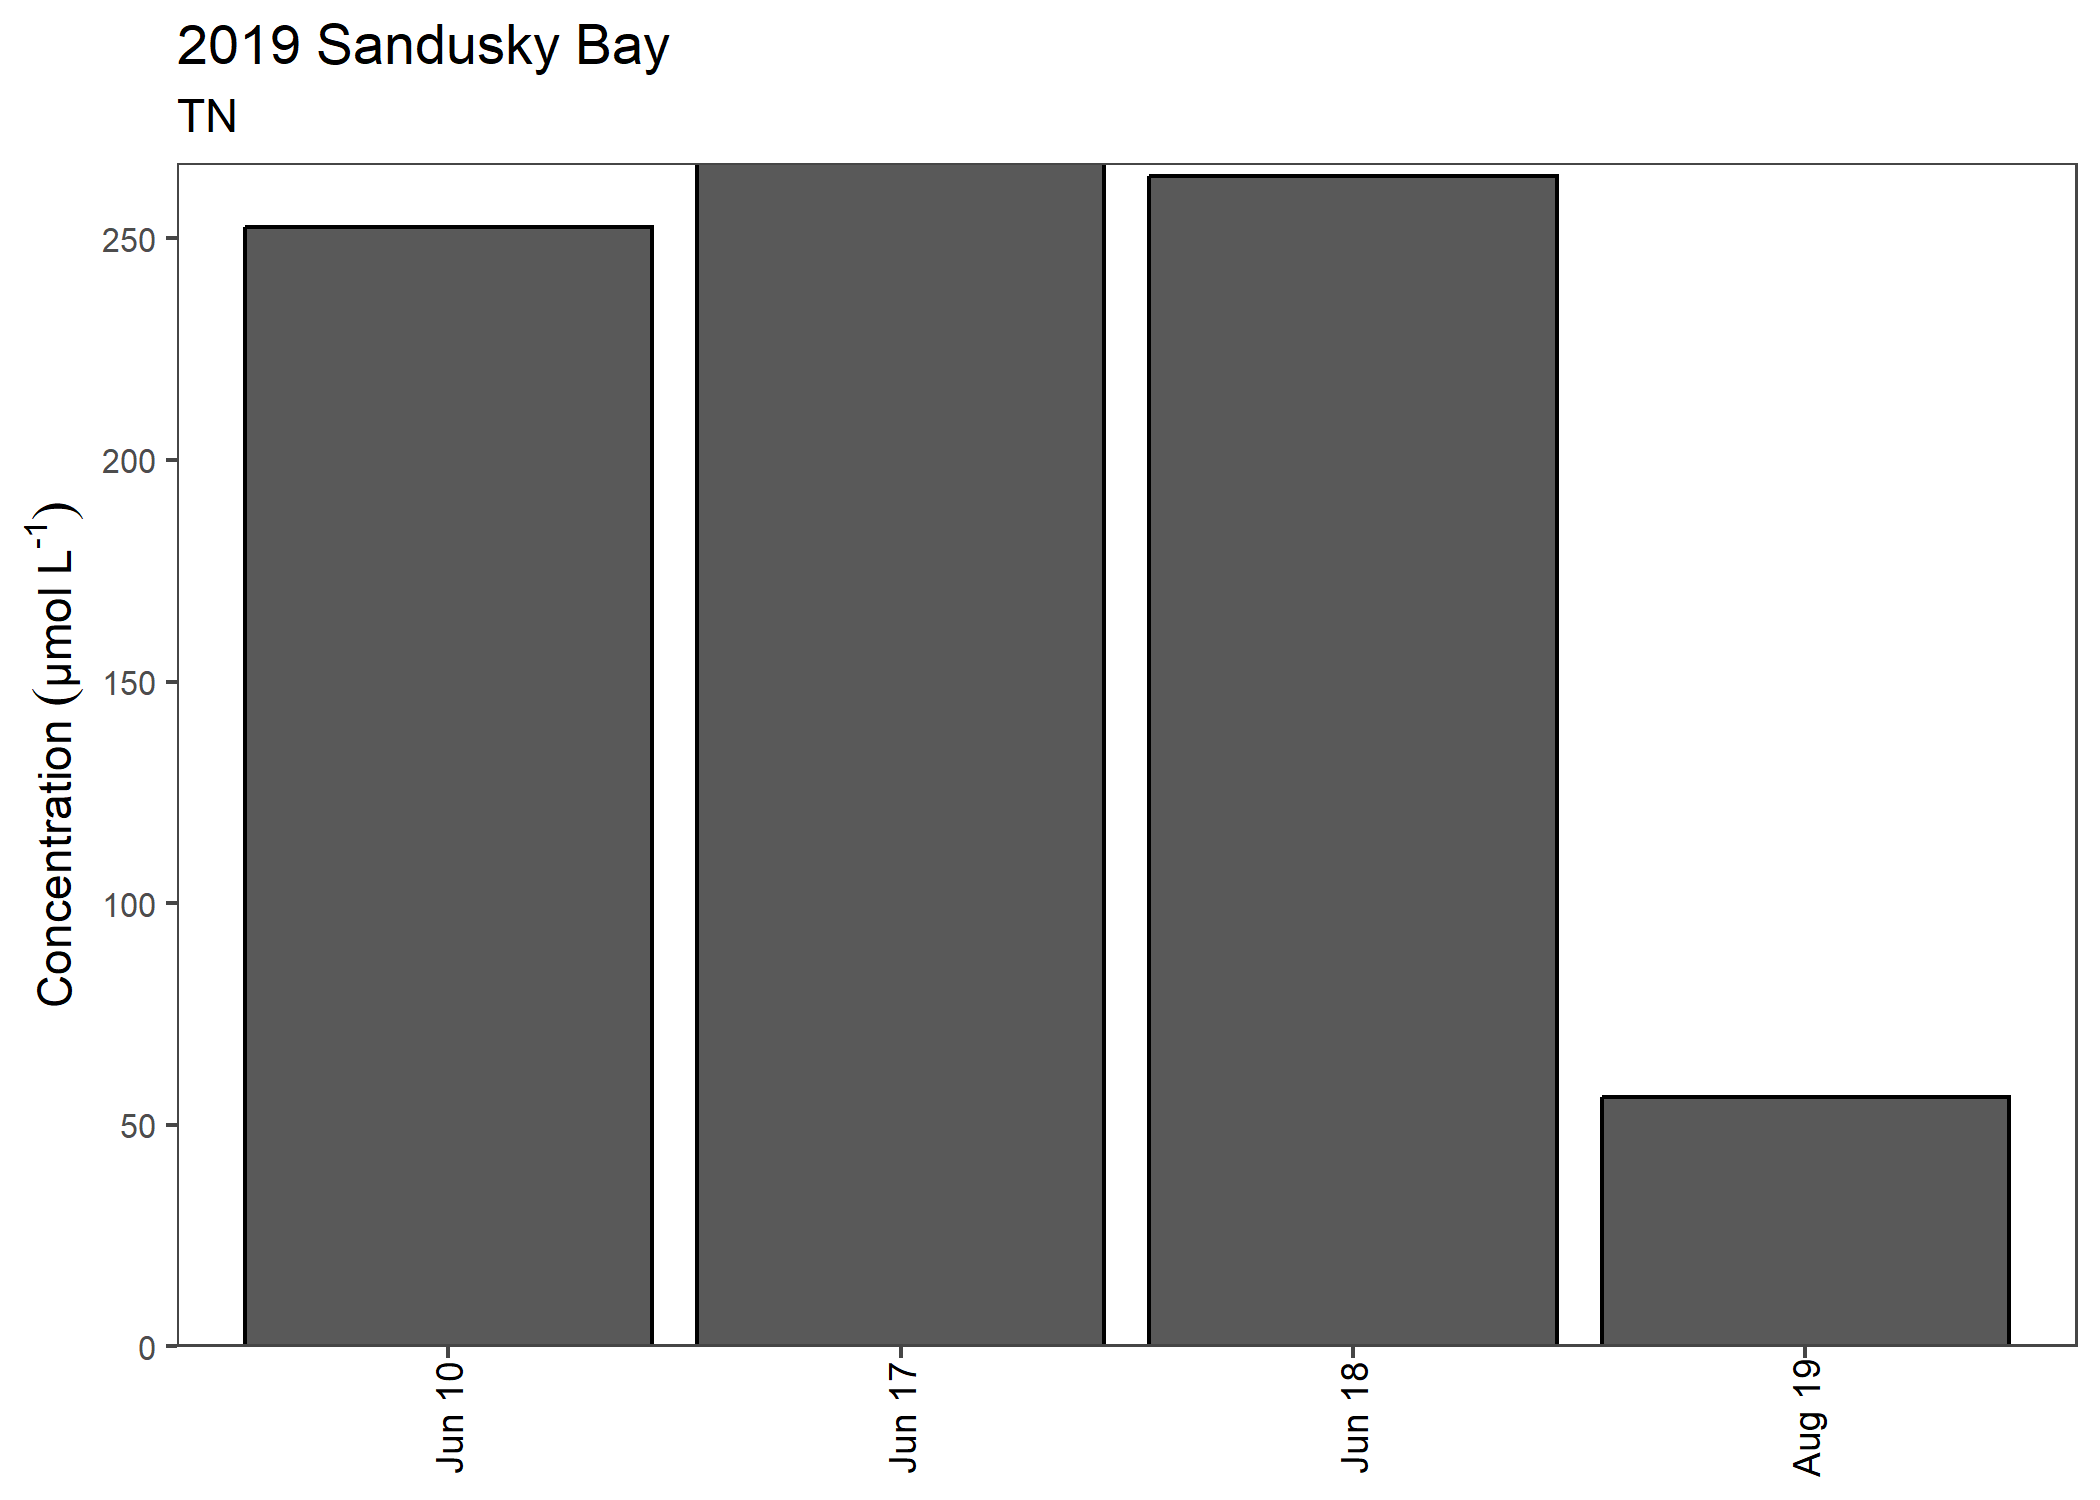 2019 Sandusky Bay
TN
Concentration (µmol L⁻¹)
250
200
150
100
50
0
Jun 10
Jun 17
Jun 18
Aug 19